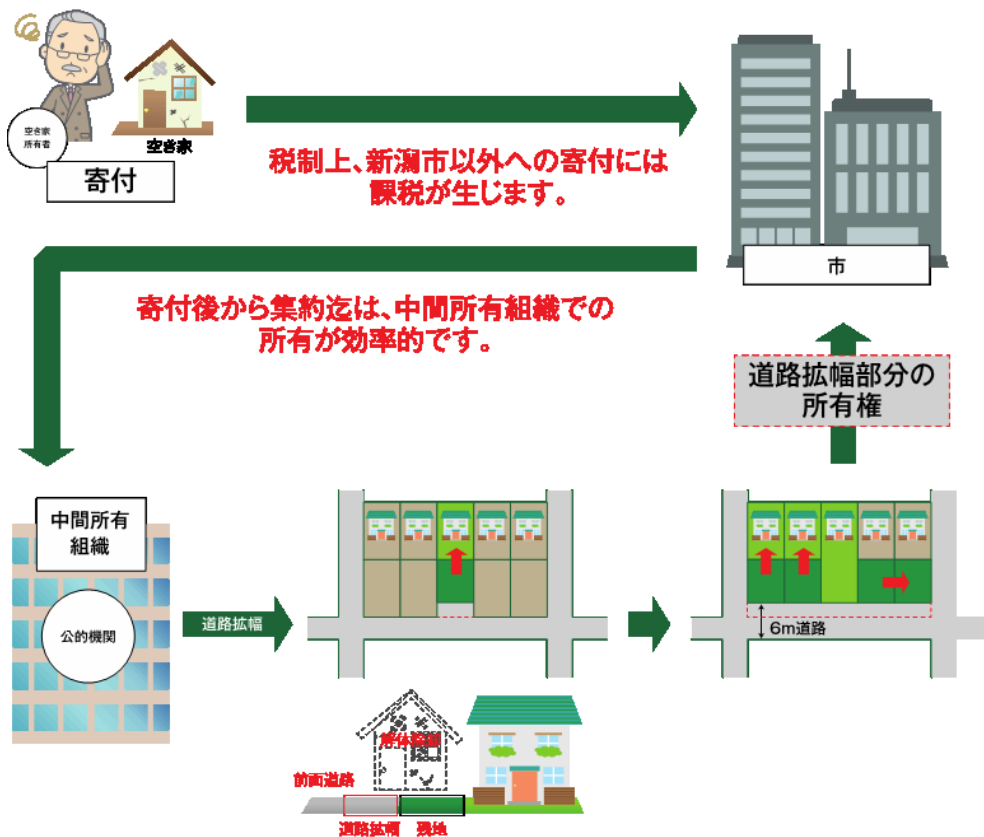 空き家
所有者
空き家
寄付
税制上、新潟市以外への寄付には
課税が生じます。
市
寄付後から集約迄は、中間所有組織での
所有が効率的です。
道路拡幅部分の
所有権
中間所有
組織
公的機関
道路拡幅
6m道路
前面道路
道路拡幅
残地